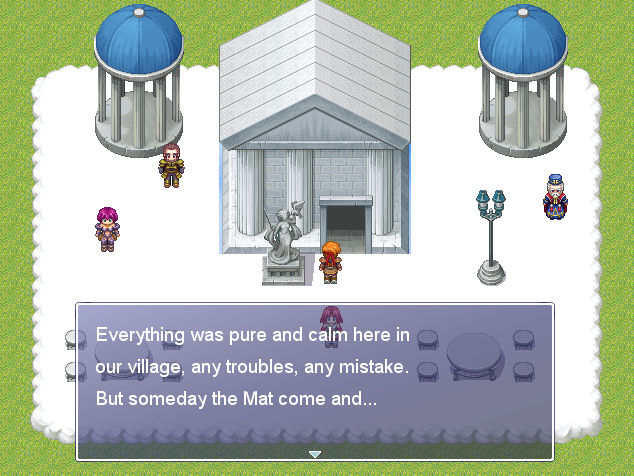 Everything was pure and calm here in
our village, any troubles, any mistake.
But someday the Mat come and...